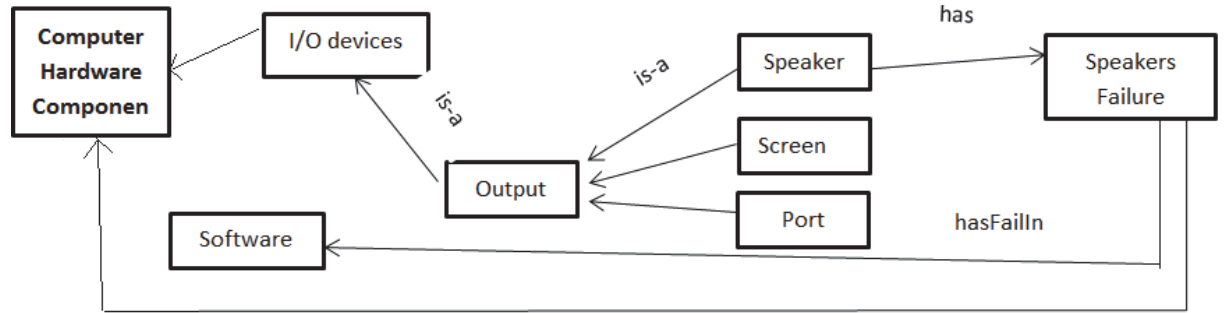 Computer
Hardware
Componen
I/O devices
is-a
Output
Software
is-a
Speaker
Screen
Port
has
Speakers
Failure
hasFailIn